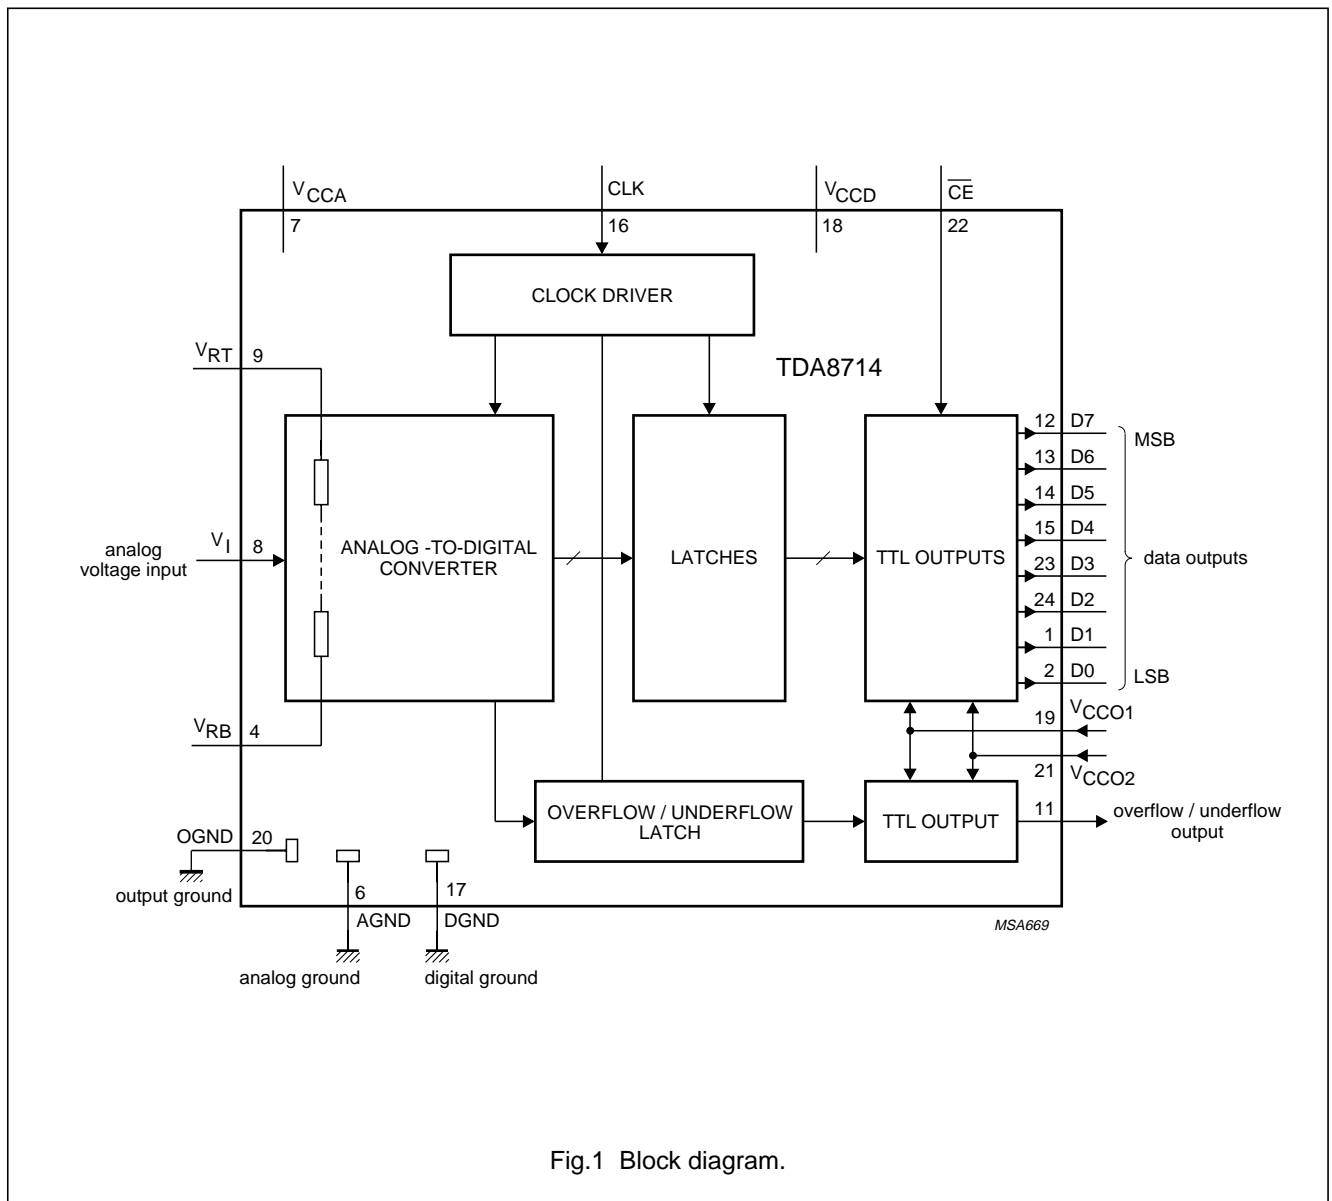 VCCA
CLK
VCCD
CE
7
16
18
22
CLOCK DRIVER
TDA8714
VRT
9
12 D7
MSB
13 D6
14 D5
VI
8
analog
voltage input
ANALOG -TO-DIGITAL
CONVERTER
LATCHES
TTL OUTPUTS
15 D4
data outputs
23 D3
24 D2
1 D1
2 D0
LSB
VRB
4
19
VCCO1
21
VCCO2
OVERFLOW / UNDERFLOW
LATCH
TTL OUTPUT
11
overflow / underflow
output
OGND
20
output ground
6
17
AGND
DGND
MSA669
analog ground
digital ground
Fig.1 Block diagram.